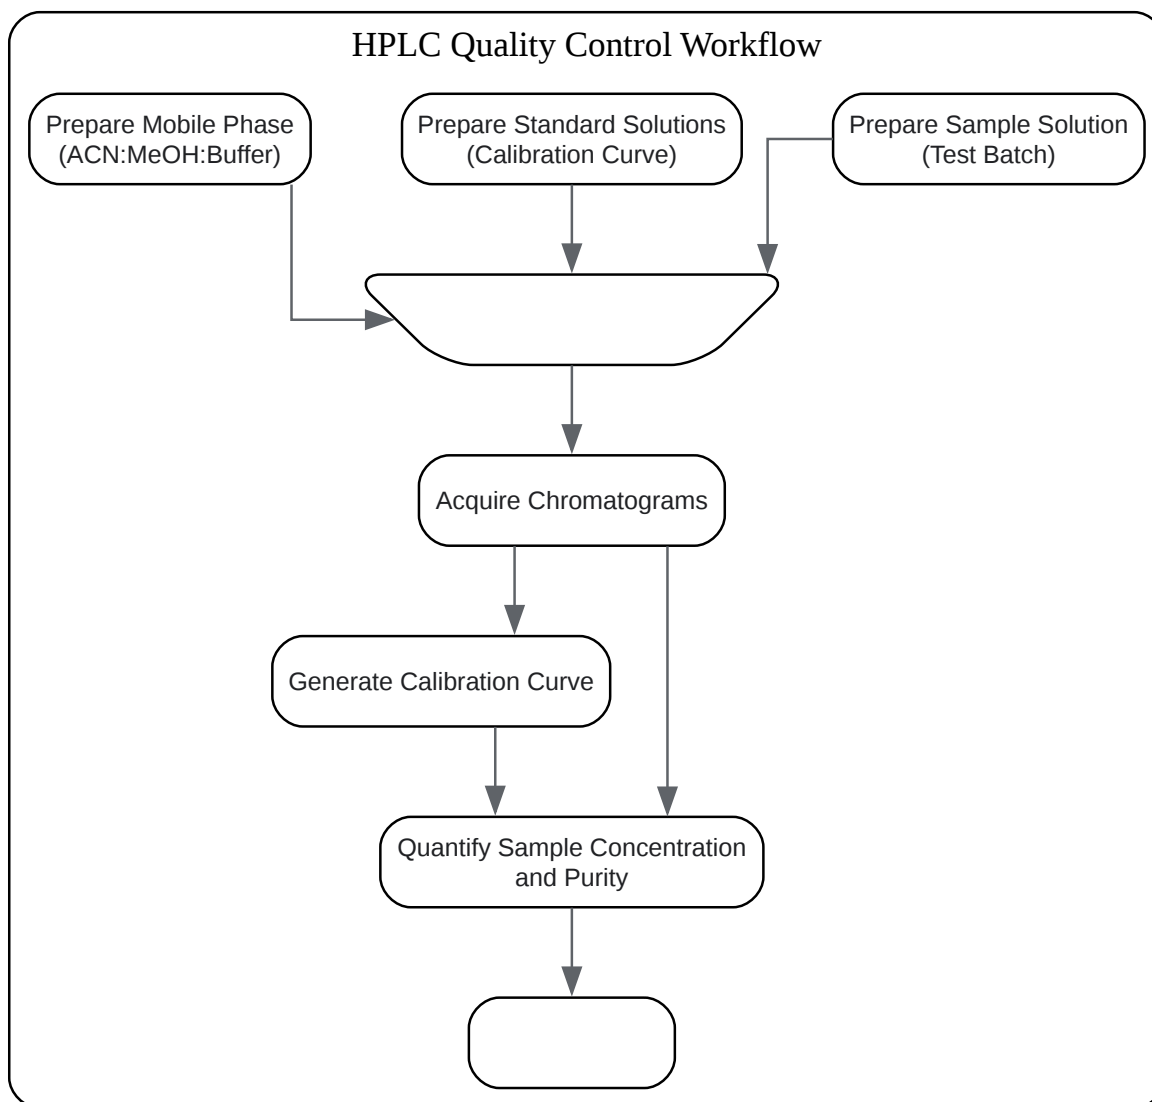 HPLC Quality Control Workflow
Prepare Mobile Phase
(ACN:MeOH:Buffer)
Prepare Standard Solutions
(Calibration Curve)
Prepare Sample Solution
(Test Batch)
Acquire Chromatograms
Generate Calibration Curve
Quantify Sample Concentration
and Purity